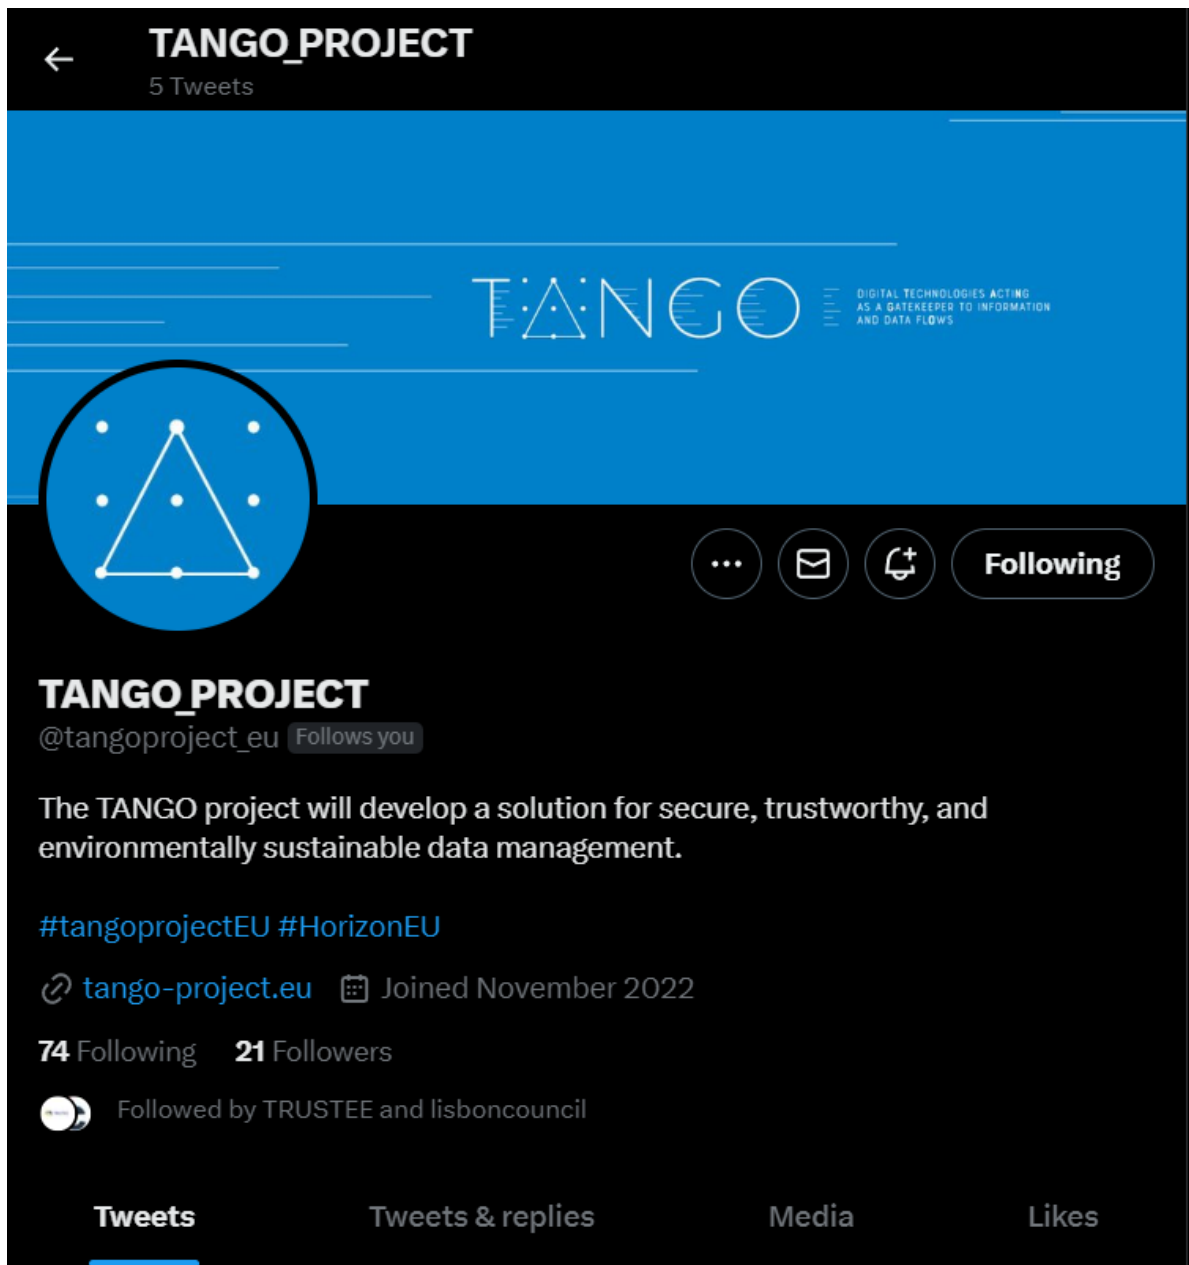 TANGO_PROJECT
5 Tweets
TANGO
DIGITAL TECHNOLOGIES ACTING
AS A GATEKEEPER TO INFORMATION
AND DATA FLOWS
Following
TANGO_PROJECT
@tangoproject_eu Follows you
The TANGO project will develop a solution for secure, trustworthy, and
environmentally sustainable data management.
#tangoprojectEU #HorizonEU
tango-project.eu Joined November 2022
74 Following 21 Followers
Followed by TRUSTEE and lisboncouncil
Tweets Tweets & replies Media Likes